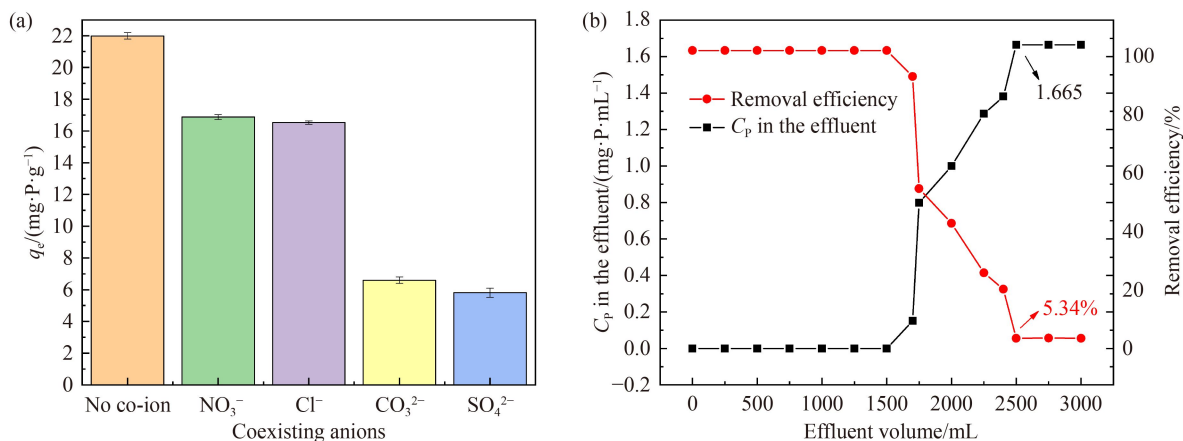 (a)
22
20
18
16
14
12
10
8
6
4
2
0
qₑ/(mg·P·g⁻¹)
No co-ion
NO₃⁻
Cl⁻
CO₃²⁻
SO₄²⁻
Coexisting anions
(b)
1.8
1.6
1.4
1.2
1.0
0.8
0.6
0.4
0.2
0.0
−0.2
C_P in the effluent/(mg·P·mL⁻¹)
Removal efficiency
C_P in the effluent
1.665
5.34%
100
80
60
40
20
0
Removal efficiency/%
0
500
1000
1500
2000
2500
3000
Effluent volume/mL